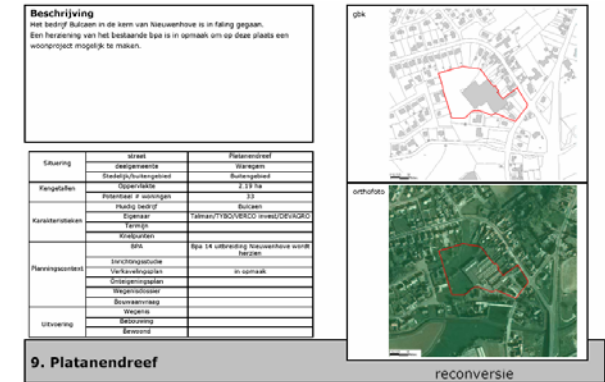 Beschrijving
Het bedrijf Bulcaen in de kern van Nieuwenhove is in faling gegaan.
Een herziening van het bestaande bpa is in opmaak om op deze plaats een
woonproject mogelijk te maken.
gbk
Situering
straat Platanendreef
deelgemeente Waregem
Stedelijk/buitengebied Buitengebied
Kengetallen
Oppervlakte 2.19 ha
Potentieel # woningen 33
Karakteristieken
Huidig bedrijf Bulcaen
Eigenaar Talman/TYBO/VERCO invest/DEVAGRO
Termijn
Knelpunten
Planningscontext
BPA Bpa 14 uitbreiding Nieuwenhove wordt
herzien
Inrichtingsstudie
Verkavelingsplan in opmaak
Onteigeningsplan
Wegenisdossier
Bouwaanvraag
Uitvoering
Wegenis
Bebouwing
Bewoond
orthofoto
9. Platanendreef
reconversie